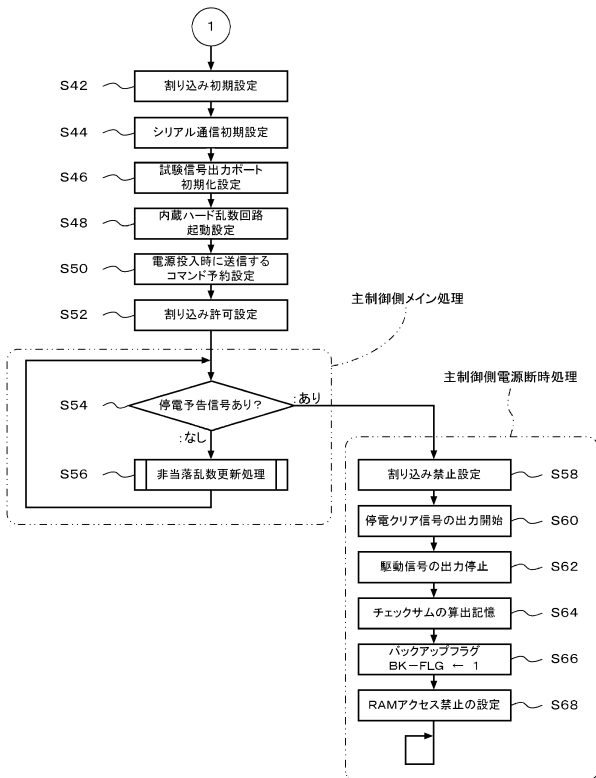 1
S42
割り込み初期設定
S44
シリアル通信初期設定
S46
試験信号出力ポート
初期化設定
S48
内蔵ハード乱数回路
起動設定
S50
電源投入時に送信する
コマンド予約設定
S52
割り込み許可設定
主制御側メイン処理
S54
停電予告信号あり？
:あり
:なし
S56
非当落乱数更新処理
主制御側電源断時処理
割り込み禁止設定
S58
停電クリア信号の出力開始
S60
駆動信号の出力停止
S62
チェックサムの算出記憶
S64
バックアップフラグ
BK−FLG ← 1
S66
RAMアクセス禁止の設定
S68